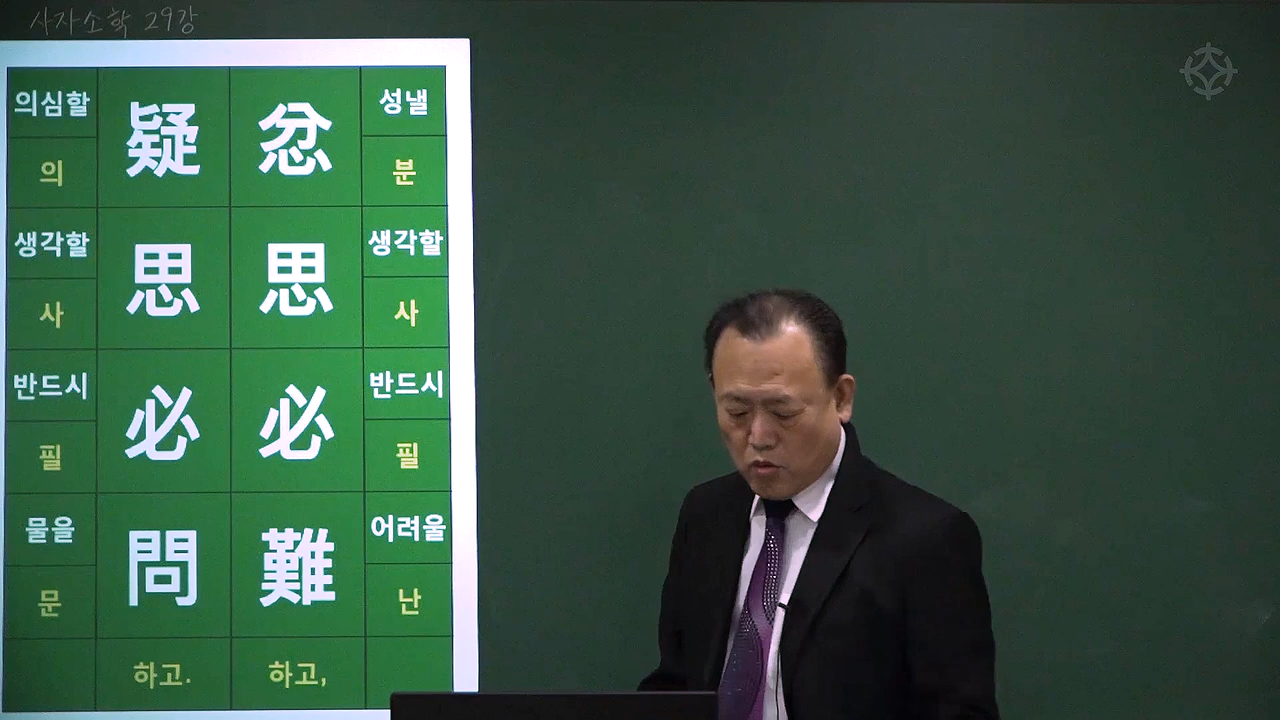 사자소학 29강
의심할 疑 忿 성낼
의 분
생각할 思 思 생각할
사 사
반드시 必 必 반드시
필 필
물을 問 難 어려울
문 난
하고. 하고,